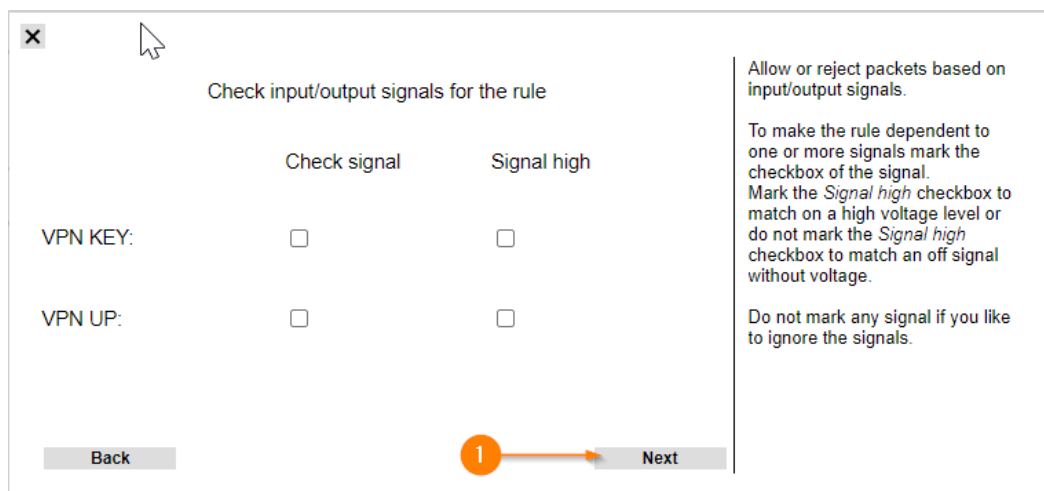 Check input/output signals for the rule
Check signal Signal high
VPN KEY:
VPN UP:
Back
1
Next
Allow or reject packets based on
input/output signals.
To make the rule dependent to
one or more signals mark the
checkbox of the signal.
Mark the Signal high checkbox to
match on a high voltage level or
do not mark the Signal high
checkbox to match an off signal
without voltage.
Do not mark any signal if you like
to ignore the signals.